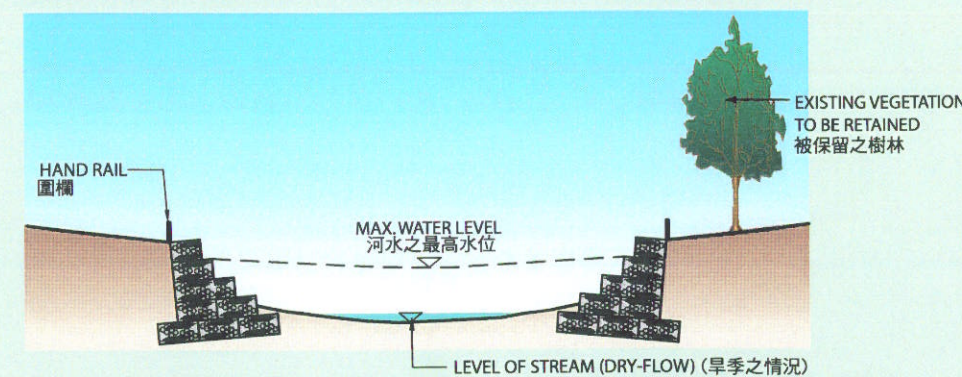 EXISTING VEGETATION
TO BE RETAINED
被保留之樹林
HAND RAIL
圍欄
MAX. WATER LEVEL
河水之最高水位
LEVEL OF STREAM (DRY-FLOW) (旱季之情況)